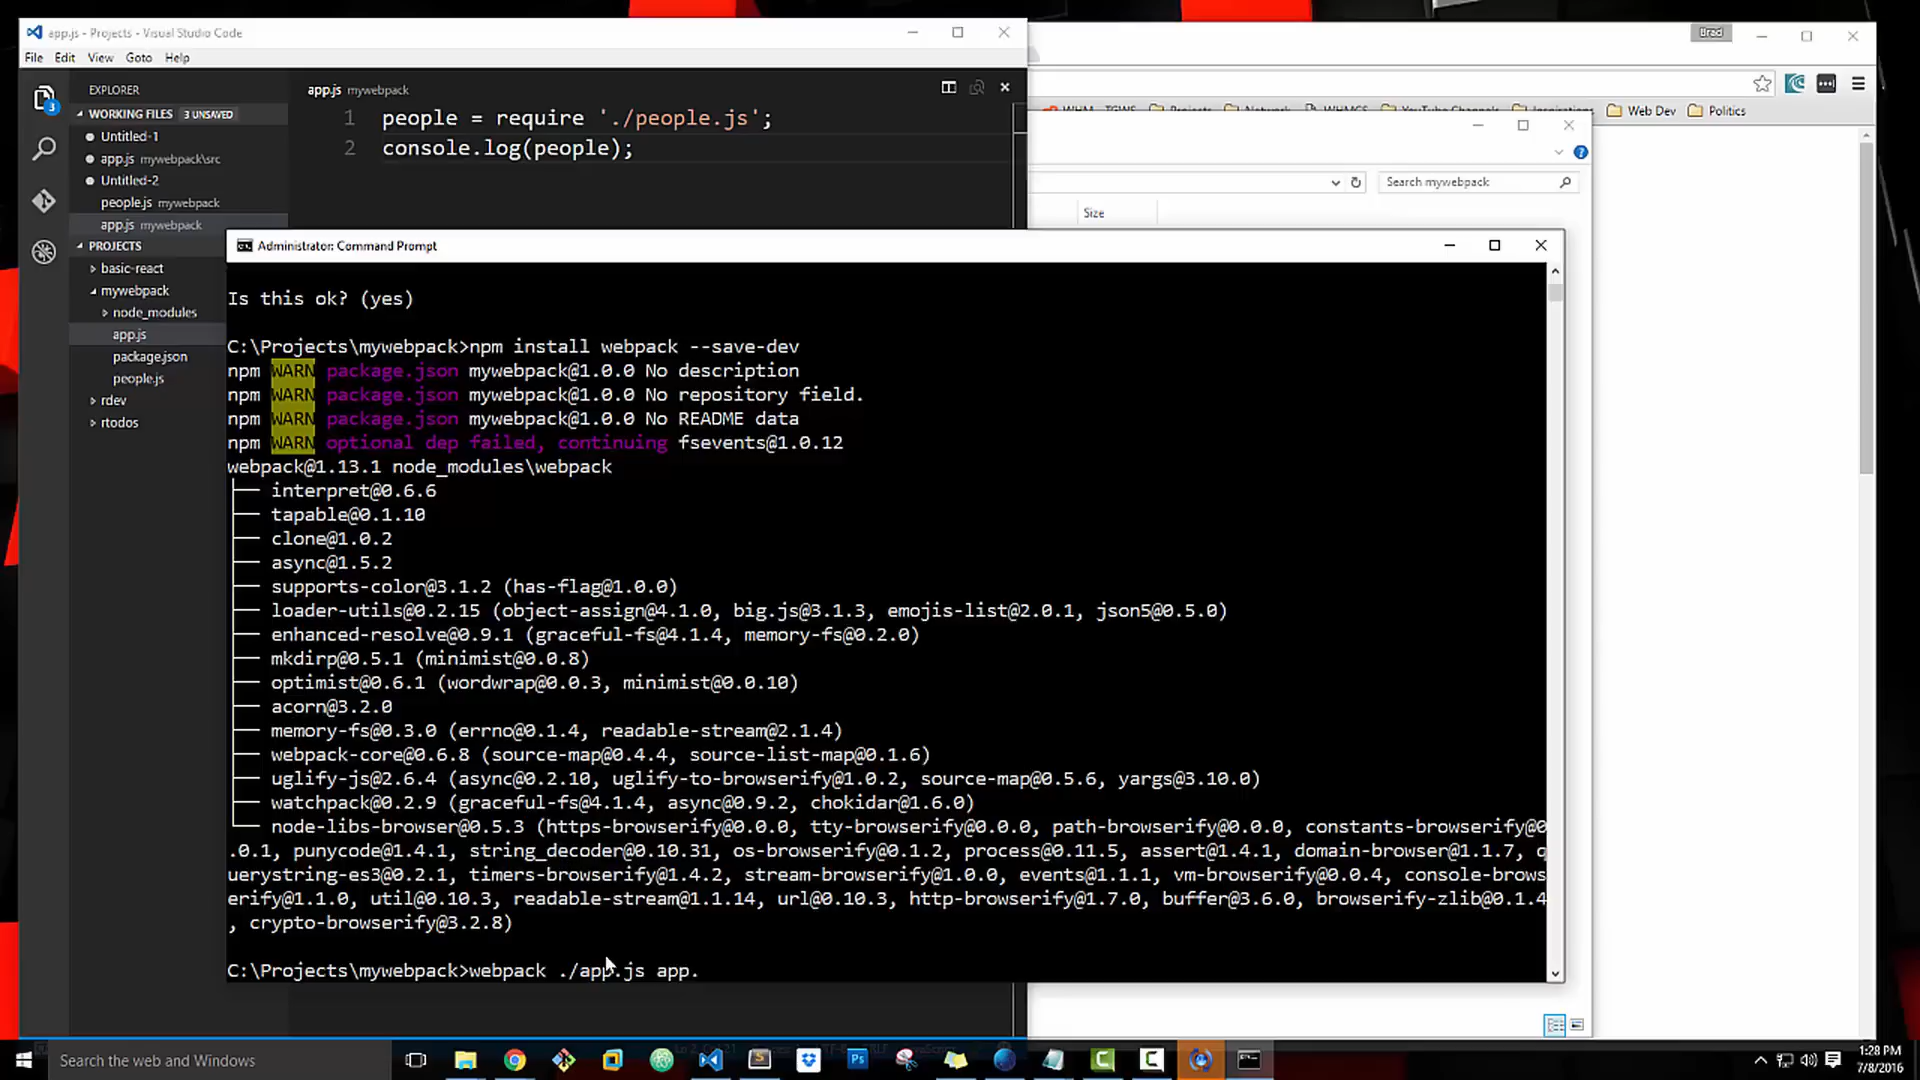 app.js - Projects - Visual Studio Code
File Edit View Goto Help
EXPLORER
WORKING FILES 3 UNSAVED
Untitled-1
app.js mywebpack\src
Untitled-2
people.js mywebpack
app.js mywebpack
PROJECTS
basic-react
mywebpack
node_modules
app.js
package.json
people.js
rdev
rtodos
3
app.js mywebpack
1 people = require './people.js';
2 console.log(people);
Brad
WHM - TGWS Projects Network WHMCS YouTube Channels Inspirations Web Dev Politics
Search mywebpack
Size
Administrator: Command Prompt
Is this ok? (yes)
C:\Projects\mywebpack>npm install webpack --save-dev
npm WARN package.json mywebpack@1.0.0 No description
npm WARN package.json mywebpack@1.0.0 No repository field.
npm WARN package.json mywebpack@1.0.0 No README data
npm WARN optional dep failed, continuing fsevents@1.0.12
webpack@1.13.1 node_modules\webpack
├── interpret@0.6.6
├── tapable@0.1.10
├── clone@1.0.2
├── async@1.5.2
├── supports-color@3.1.2 (has-flag@1.0.0)
├── loader-utils@0.2.15 (object-assign@4.1.0, big.js@3.1.3, emojis-list@2.0.1, json5@0.5.0)
├── enhanced-resolve@0.9.1 (graceful-fs@4.1.4, memory-fs@0.2.0)
├── mkdirp@0.5.1 (minimist@0.0.8)
├── optimist@0.6.1 (wordwrap@0.0.3, minimist@0.0.10)
├── acorn@3.2.0
├── memory-fs@0.3.0 (errno@0.1.4, readable-stream@2.1.4)
├── webpack-core@0.6.8 (source-map@0.4.4, source-list-map@0.1.6)
├── uglify-js@2.6.4 (async@0.2.10, uglify-to-browserify@1.0.2, source-map@0.5.6, yargs@3.10.0)
├── watchpack@0.2.9 (graceful-fs@4.1.4, async@0.9.2, chokidar@1.6.0)
└── node-libs-browser@0.5.3 (https-browserify@0.0.0, tty-browserify@0.0.0, path-browserify@0.0.0, constants-browserify@0
.0.1, punycode@1.4.1, string_decoder@0.10.31, os-browserify@0.1.2, process@0.11.5, assert@1.4.1, domain-browser@1.1.7, q
uerystring-es3@0.2.1, timers-browserify@1.4.2, stream-browserify@1.0.0, events@1.1.1, vm-browserify@0.0.4, console-brows
erify@1.1.0, util@0.10.3, readable-stream@1.1.14, url@0.10.3, http-browserify@1.7.0, buffer@3.6.0, browserify-zlib@0.1.4
, crypto-browserify@3.2.8)
C:\Projects\mywebpack>webpack ./app.js app.
Search the web and Windows
Ps
1:28 PM
7/8/2016